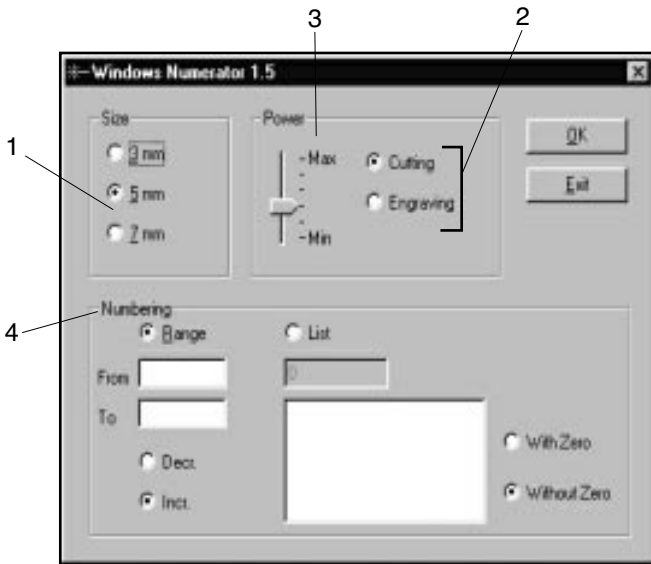 3
2
Windows Numerator 1.5
Size
Power
OK
1
3 mm
Max
Cutting
5 mm
Engraving
Exit
7 mm
Min
Numbering
4
Range
List
From
0
To
With Zero
Decr.
Incr.
Without Zero